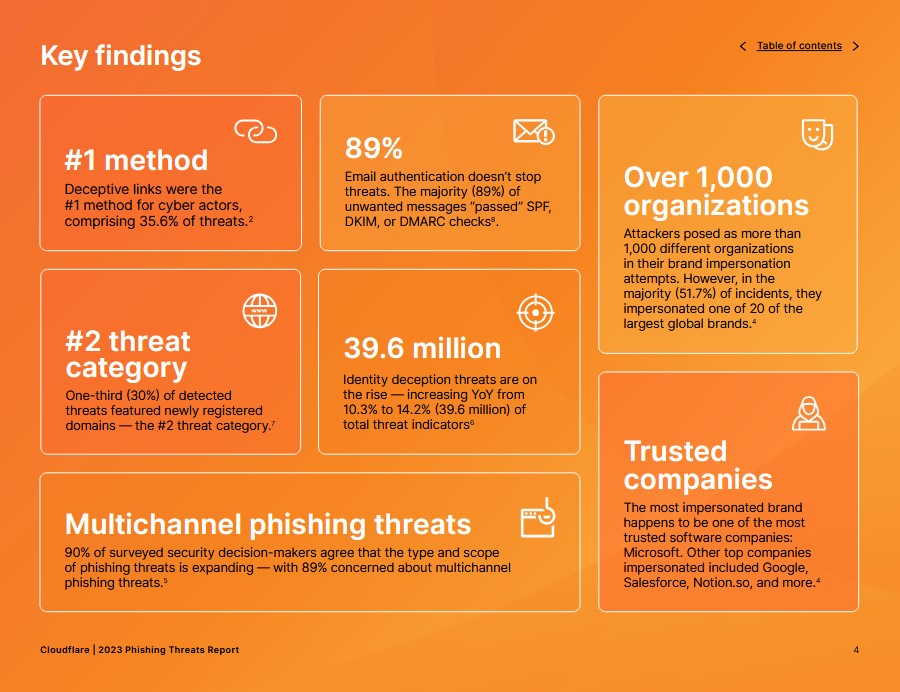 Key findings
Table of contents
#1 method
Deceptive links were the
#1 method for cyber actors,
comprising 35.6% of threats.²
89%
Email authentication doesn’t stop
threats. The majority (89%) of
unwanted messages “passed” SPF,
DKIM, or DMARC checks⁸.
Over 1,000
organizations
Attackers posed as more than
1,000 different organizations
in their brand impersonation
attempts. However, in the
majority (51.7%) of incidents, they
impersonated one of 20 of the
largest global brands.⁴
www
#2 threat
category
One-third (30%) of detected
threats featured newly registered
domains — the #2 threat category.⁷
39.6 million
Identity deception threats are on
the rise — increasing YoY from
10.3% to 14.2% (39.6 million) of
total threat indicators⁶
Trusted
companies
The most impersonated brand
happens to be one of the most
trusted software companies:
Microsoft. Other top companies
impersonated included Google,
Salesforce, Notion.so, and more.⁴
Multichannel phishing threats
90% of surveyed security decision-makers agree that the type and scope
of phishing threats is expanding — with 89% concerned about multichannel
phishing threats.⁵
Cloudflare | 2023 Phishing Threats Report
4